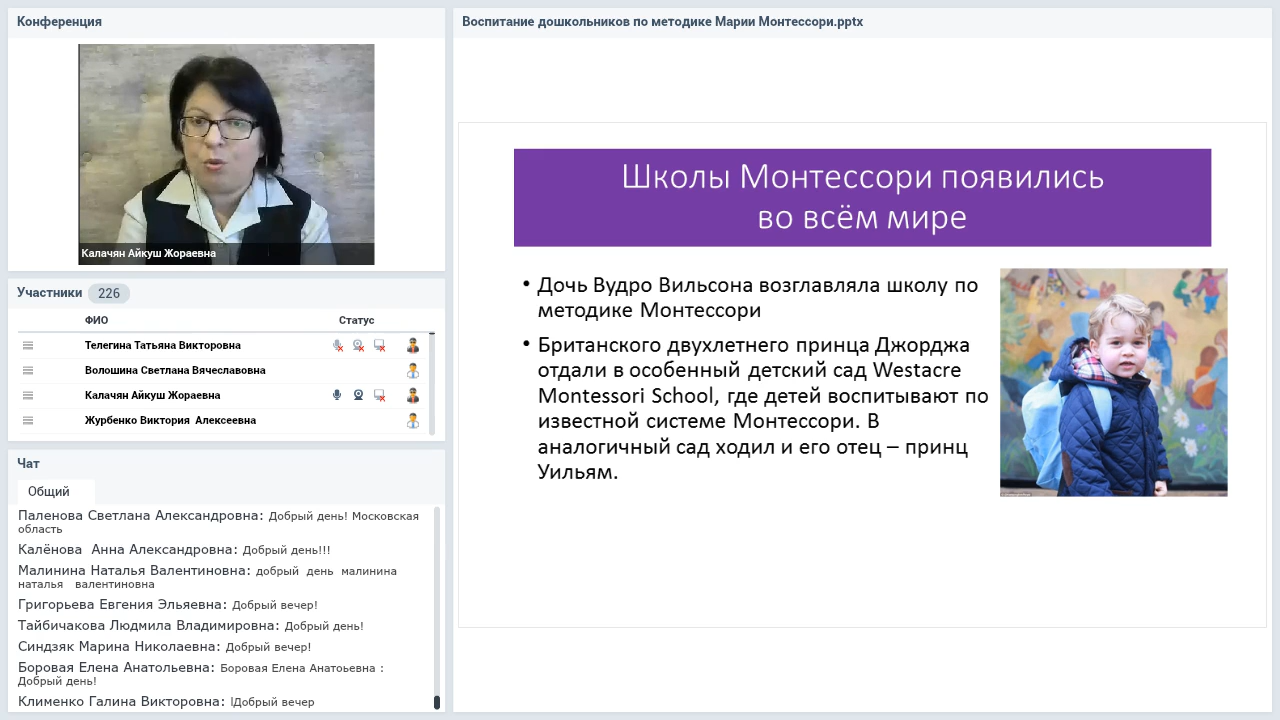 Конференция
Калачян Айкуш Жораевна
Участники 226
ФИО Статус
Телегина Татьяна Викторовна
Волошина Светлана Вячеславовна
Калачян Айкуш Жораевна
Журбенко Виктория Алексеевна
Чат
Общий
Паленова Светлана Александровна: Добрый день! Московская
область
Калёнова Анна Александровна: Добрый день!!!
Малинина Наталья Валентиновна: добрый день малинина
наталья валентиновна
Григорьева Евгения Эльяевна: Добрый вечер!
Тайбичакова Людмила Владимировна: Добрый день!
Синдзяк Марина Николаевна: Добрый вечер!
Боровая Елена Анатольевна: Боровая Елена Анатоьевна :
Добрый день!
Клименко Галина Викторовна: !Добрый вечер
Воспитание дошкольников по методике Марии Монтессори.pptx
Школы Монтессори появились
во всём мире
• Дочь Вудро Вильсона возглавляла школу по
методике Монтессори
• Британского двухлетнего принца Джорджа
отдали в особенный детский сад Westacre
Montessori School, где детей воспитывают по
известной системе Монтессори. В
аналогичный сад ходил и его отец – принц
Уильям.